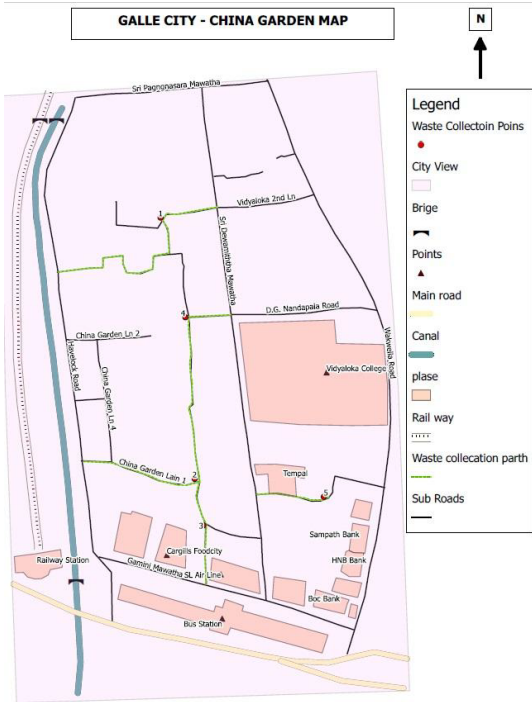 GALLE CITY - CHINA GARDEN MAP
N
Sri Pagnonasara Mawatha
Legend
Waste Collectoin Poins
City View
Brige
Points
Main road
Canal
plase
Rail way
Waste collecation parth
Sub Roads
1
Vidyaloka 2nd Ln
Sri Dewamiththa Mawatha
4
D.G. Nandapala Road
China Garden Ln 2
Havelock Road
China Garden Ln 4
Wakwella Road
Vidyaloka College
China Garden Lain 1
2
Tempal
5
3
Sampath Bank
Cargills Foodcity
HNB Bank
Railway Station
Gamini Mawatha
SL Air Line
Boc Bank
Bus Station